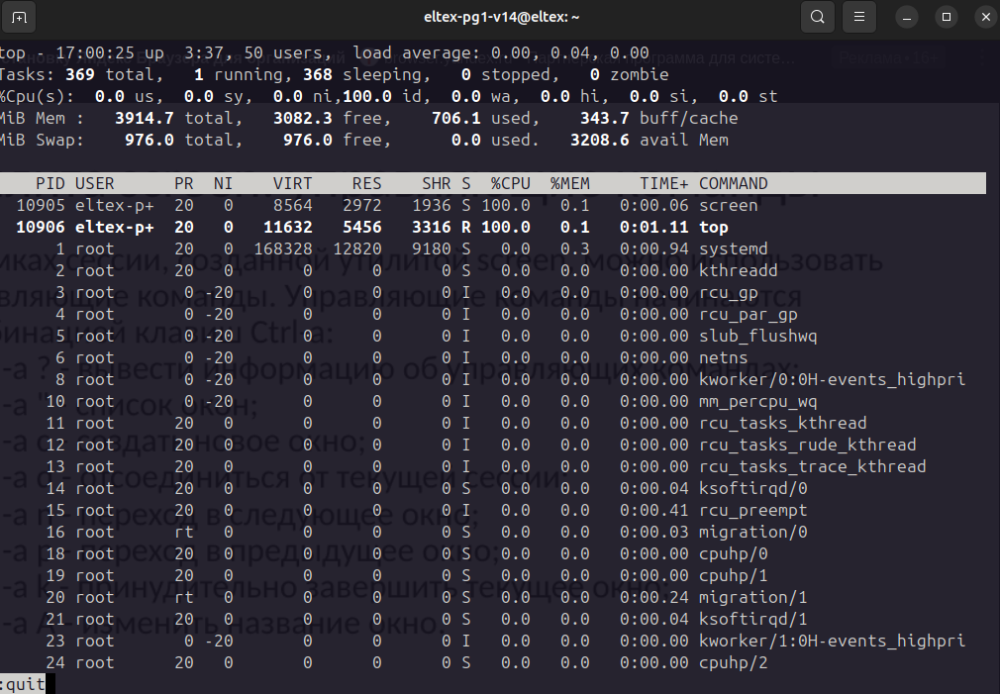 eltex-pg1-v14@eltex: ~
top - 17:00:25 up  3:37, 50 users,  load average: 0.00, 0.04, 0.00
Tasks: 369 total,   1 running, 368 sleeping,   0 stopped,   0 zombie
%Cpu(s):  0.0 us,  0.0 sy,  0.0 ni,100.0 id,  0.0 wa,  0.0 hi,  0.0 si,  0.0 st
MiB Mem :   3914.7 total,   3082.3 free,    706.1 used,    343.7 buff/cache
MiB Swap:    976.0 total,    976.0 free,      0.0 used.   3208.6 avail Mem
PID USER      PR  NI    VIRT    RES    SHR S  %CPU  %MEM     TIME+ COMMAND
10905 eltex-p+  20   0    8564   2972   1936 S 100.0   0.1   0:00.06 screen
10906 eltex-p+  20   0   11632   5456   3316 R 100.0   0.1   0:01.11 top
1 root      20   0  168328  12820   9180 S   0.0   0.3   0:00.94 systemd
2 root      20   0       0      0      0 S   0.0   0.0   0:00.00 kthreadd
3 root       0 -20       0      0      0 I   0.0   0.0   0:00.00 rcu_gp
4 root       0 -20       0      0      0 I   0.0   0.0   0:00.00 rcu_par_gp
5 root       0 -20       0      0      0 I   0.0   0.0   0:00.00 slub_flushwq
6 root       0 -20       0      0      0 I   0.0   0.0   0:00.00 netns
8 root       0 -20       0      0      0 I   0.0   0.0   0:00.00 kworker/0:0H-events_highpri
10 root       0 -20       0      0      0 I   0.0   0.0   0:00.00 mm_percpu_wq
11 root      20   0       0      0      0 I   0.0   0.0   0:00.00 rcu_tasks_kthread
12 root      20   0       0      0      0 I   0.0   0.0   0:00.00 rcu_tasks_rude_kthread
13 root      20   0       0      0      0 I   0.0   0.0   0:00.00 rcu_tasks_trace_kthread
14 root      20   0       0      0      0 S   0.0   0.0   0:00.04 ksoftirqd/0
15 root      20   0       0      0      0 I   0.0   0.0   0:00.41 rcu_preempt
16 root      rt   0       0      0      0 S   0.0   0.0   0:00.03 migration/0
18 root      20   0       0      0      0 S   0.0   0.0   0:00.00 cpuhp/0
19 root      20   0       0      0      0 S   0.0   0.0   0:00.00 cpuhp/1
20 root      rt   0       0      0      0 S   0.0   0.0   0:00.24 migration/1
21 root      20   0       0      0      0 S   0.0   0.0   0:00.04 ksoftirqd/1
23 root       0 -20       0      0      0 I   0.0   0.0   0:00.00 kworker/1:0H-events_highpri
24 root      20   0       0      0      0 S   0.0   0.0   0:00.00 cpuhp/2
:quit